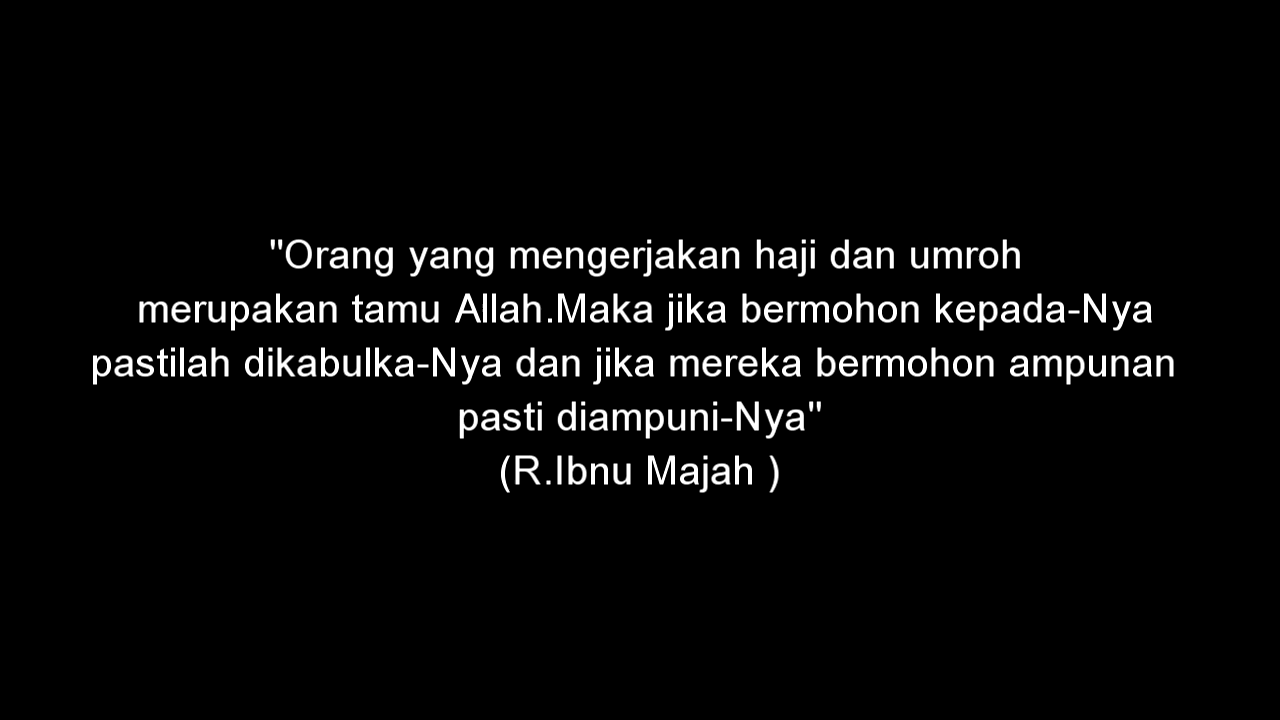 "Orang yang mengerjakan haji dan umroh
merupakan tamu Allah.Maka jika bermohon kepada-Nya
pastilah dikabulka-Nya dan jika mereka bermohon ampunan
pasti diampuni-Nya"
(R.Ibnu Majah )